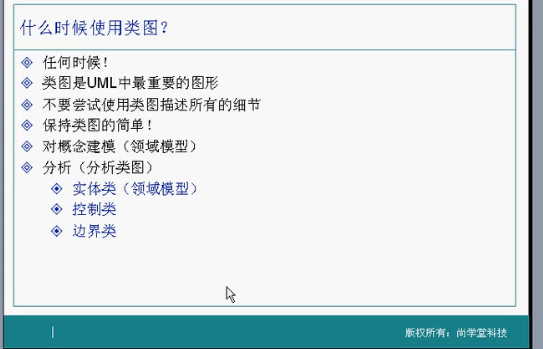 什么时候使用类图？
任何时候！
类图是UML中最重要的图形
不要尝试使用类图描述所有的细节
保持类图的简单！
对概念建模（领域模型）
分析（分析类图）
实体类（领域模型）
控制类
边界类
版权所有：尚学堂科技